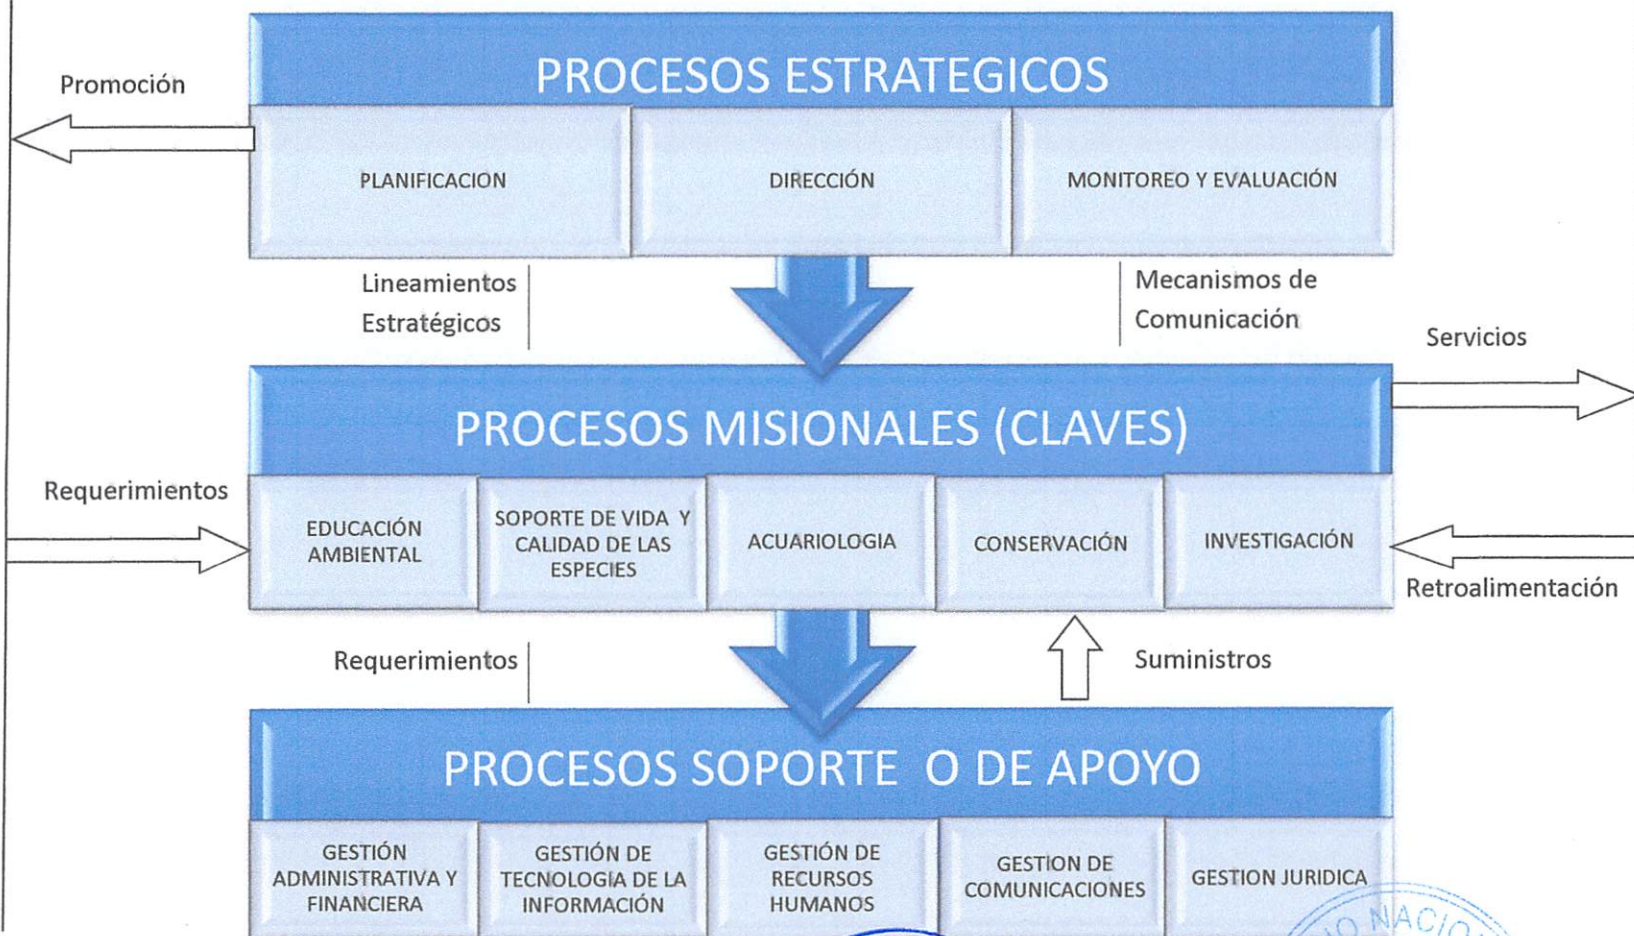 PROCESOS ESTRATEGICOS
Promoción
PLANIFICACION
DIRECCIÓN
MONITOREO Y EVALUACIÓN
Lineamientos
Estratégicos
Mecanismos de
Comunicación
Servicios
PROCESOS MISIONALES (CLAVES)
Requerimientos
EDUCACIÓN
AMBIENTAL
SOPORTE DE VIDA Y
CALIDAD DE LAS
ESPECIES
ACUARIOLOGIA
CONSERVACIÓN
INVESTIGACIÓN
Retroalimentación
Requerimientos
Suministros
PROCESOS SOPORTE O DE APOYO
GESTIÓN
ADMINISTRATIVA Y
FINANCIERA
GESTIÓN DE
TECNOLOGIA DE LA
INFORMACIÓN
GESTIÓN DE
RECURSOS
HUMANOS
GESTION DE
COMUNICACIONES
GESTION JURIDICA